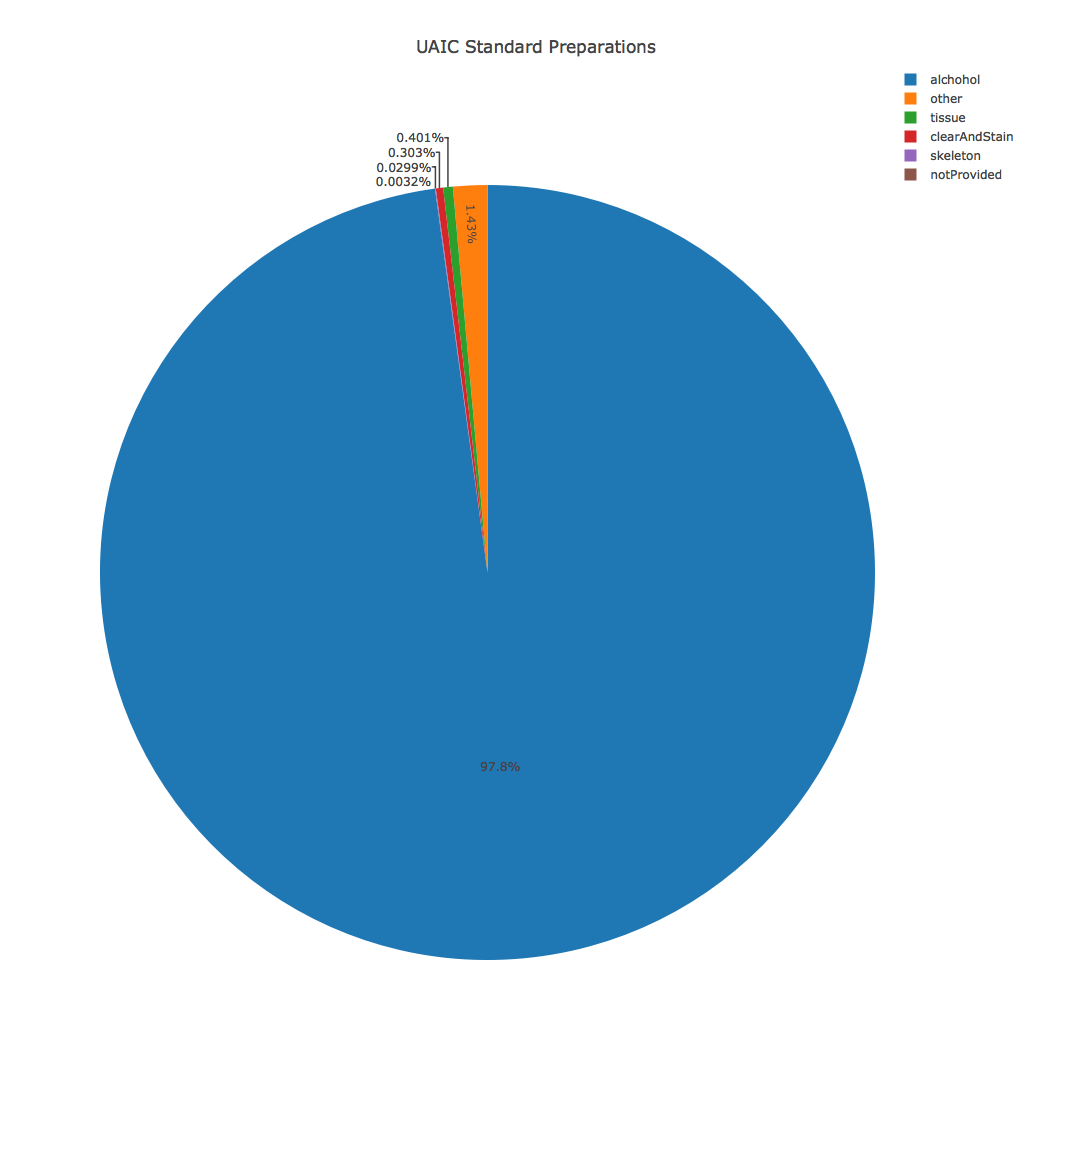 UAIC Standard Preparations
alchohol
other
tissue
clearAndStain
skeleton
notProvided
0.401%
0.303%
0.0299%
0.0032%
1.43%
97.8%